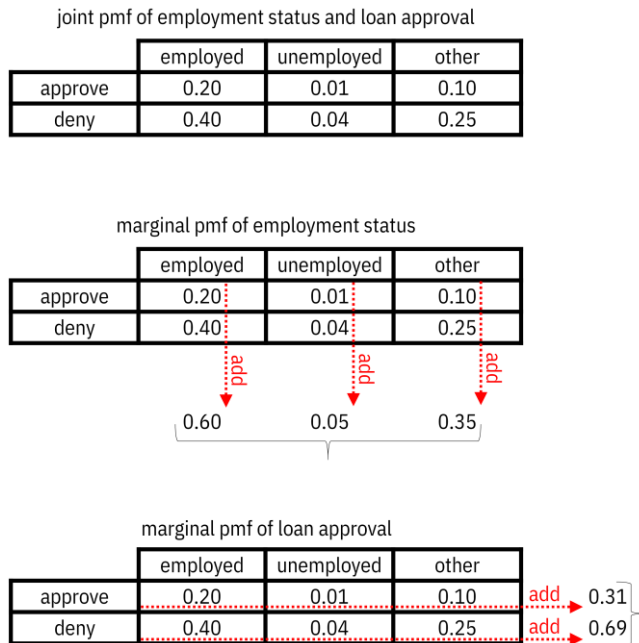 joint pmf of employment status and loan approval
employed unemployed other
approve 0.20 0.01 0.10
deny 0.40 0.04 0.25
marginal pmf of employment status
employed unemployed other
approve 0.20 0.01 0.10
deny 0.40 0.04 0.25
add add add
0.60 0.05 0.35
marginal pmf of loan approval
employed unemployed other
approve 0.20 0.01 0.10 add 0.31
deny 0.40 0.04 0.25 add 0.69